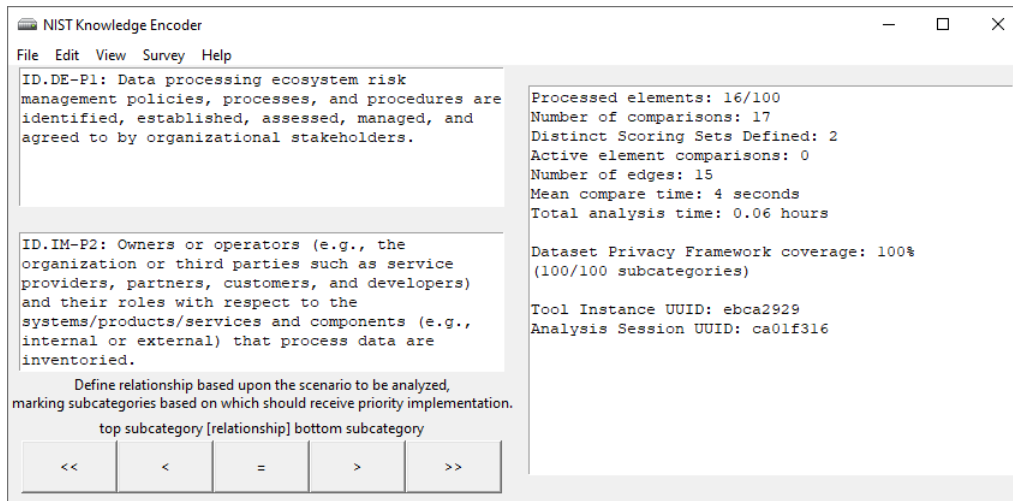 NIST Knowledge Encoder
File Edit View Survey Help
ID.DE-P1: Data processing ecosystem risk
management policies, processes, and procedures are
identified, established, assessed, managed, and
agreed to by organizational stakeholders.
ID.IM-P2: Owners or operators (e.g., the
organization or third parties such as service
providers, partners, customers, and developers)
and their roles with respect to the
systems/products/services and components (e.g.,
internal or external) that process data are
inventoried.
Define relationship based upon the scenario to be analyzed,
marking subcategories based on which should receive priority implementation.
top subcategory [relationship] bottom subcategory
<< < = > >>
Processed elements: 16/100
Number of comparisons: 17
Distinct Scoring Sets Defined: 2
Active element comparisons: 0
Number of edges: 15
Mean compare time: 4 seconds
Total analysis time: 0.06 hours
Dataset Privacy Framework coverage: 100%
(100/100 subcategories)
Tool Instance UUID: ebca2929
Analysis Session UUID: ca01f316